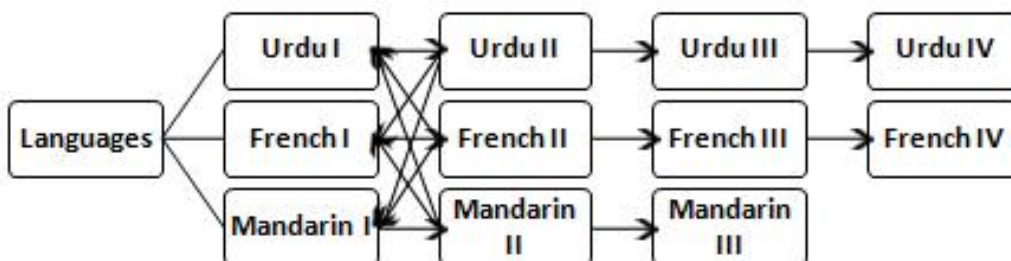 Urdu I
Urdu II
Urdu III
Urdu IV
Languages
French I
French II
French III
French IV
Mandarin I
Mandarin
II
Mandarin
III